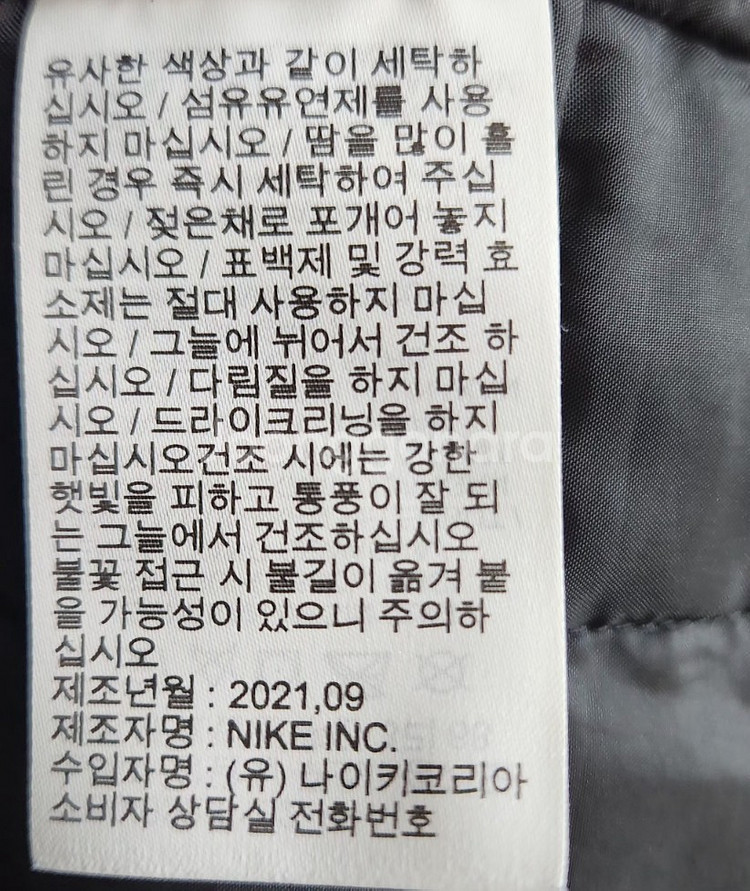 유사한 색상과 같이 세탁하
십시오 / 섬유유연제를 사용
하지 마십시오 / 땀을 많이 흘
린 경우 즉시 세탁하여 주십
시오 / 젖은채로 포개어 놓지
마십시오 / 표백제 및 강력 효
소제는 절대 사용하지 마십
시오 / 그늘에 뉘어서 건조 하
십시오 / 다림질을 하지 마십
시오 / 드라이크리닝을 하지
마십시오건조 시에는 강한
햇빛을 피하고 통풍이 잘 되
는 그늘에서 건조하십시오
불꽃 접근 시 불길이 옮겨 붙
을 가능성이 있으니 주의하
십시오
제조년월 : 2021,09
제조자명 : NIKE INC.
수입자명 : (유) 나이키코리아
소비자 상담실 전화번호